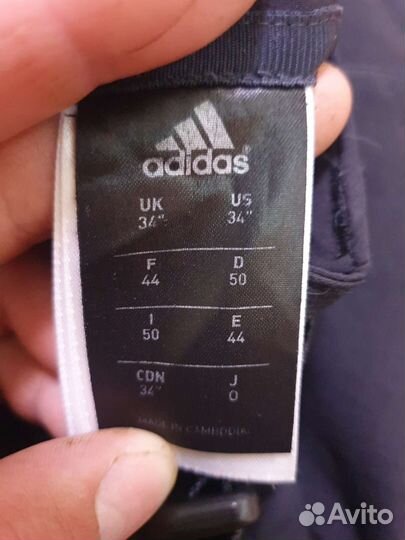 adidas
UK US
34" 34"
F D
44 50
I E
50 44
CDN J
34" O
MADE IN CAMBODIA
Avito